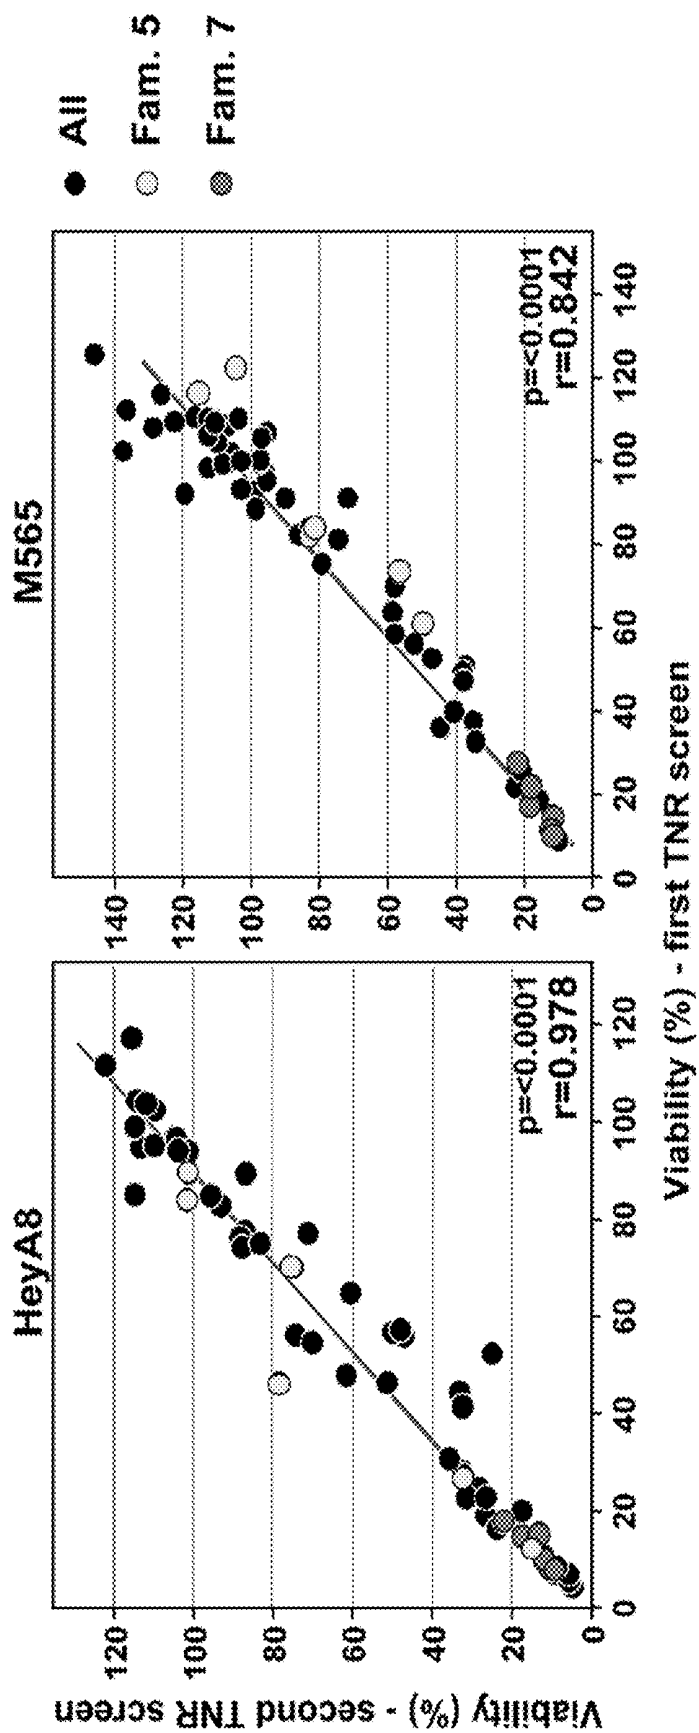 HeyA8
M565
All
Fam. 5
Fam. 7
Viability (%) - second TNR screen
120
100
80
60
40
20
0
p=<0.0001
r=0.978
0 20 40 60 80 100 120
140
120
100
80
60
40
20
0
p=<0.0001
r=0.842
0 20 40 60 80 100 120 140
Viability (%) - first TNR screen